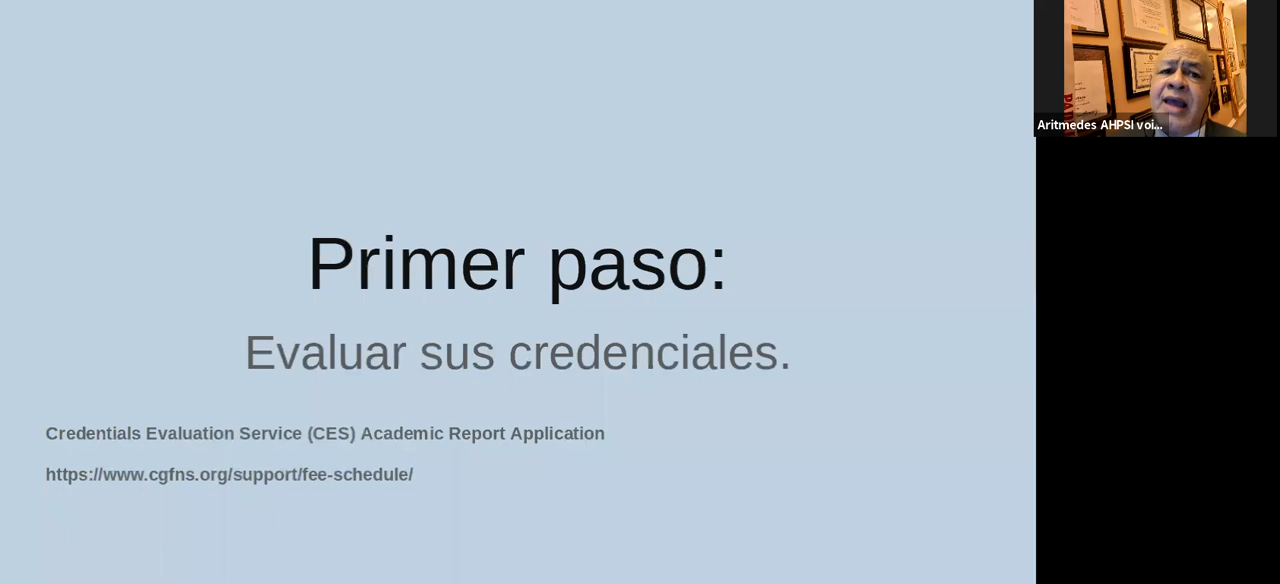 Primer paso:
Evaluar sus credenciales.
Credentials Evaluation Service (CES) Academic Report Application
https://www.cgfns.org/support/fee-schedule/
Aritmedes AHPSI voi...